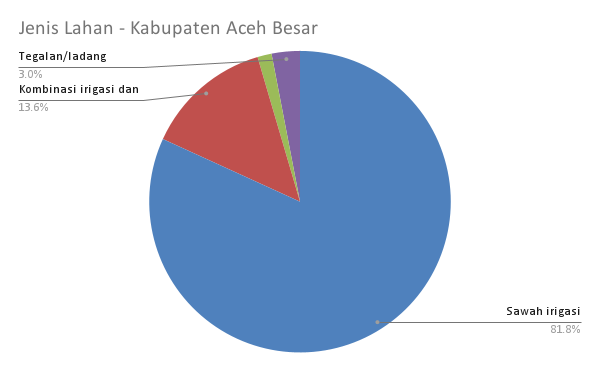 Jenis Lahan - Kabupaten Aceh Besar
Tegalan/ladang
3.0%
Kombinasi irigasi dan
13.6%
Sawah irigasi
81.8%